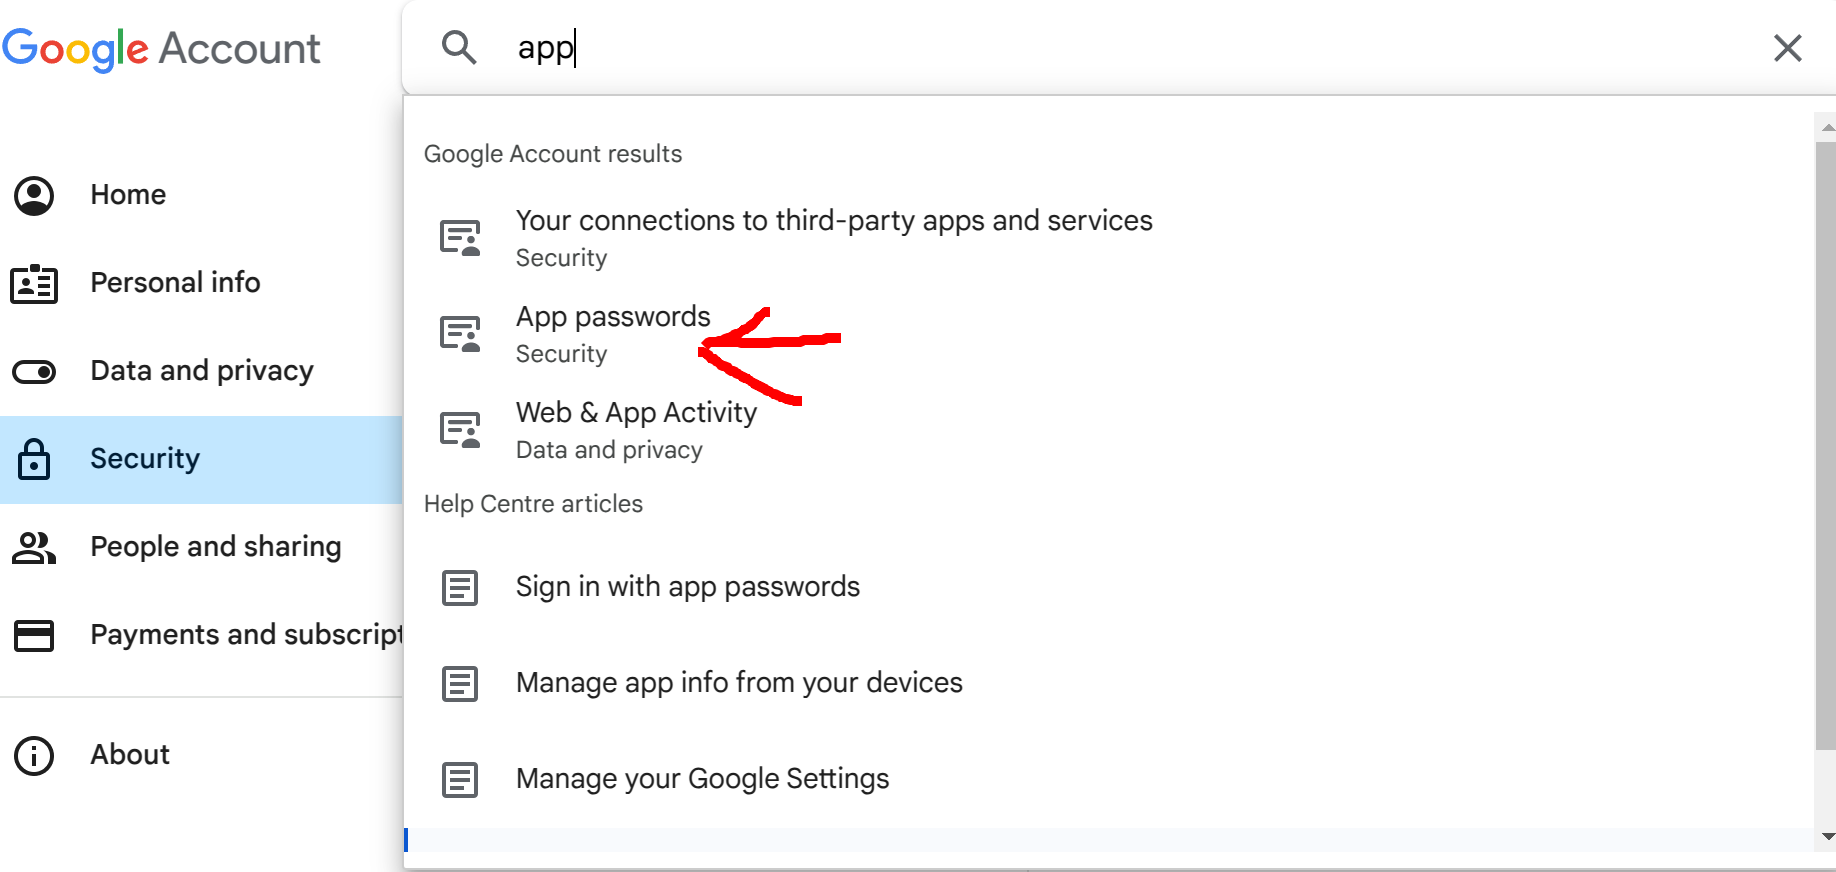 Google Account
app
Home
Personal info
Data and privacy
Security
People and sharing
Payments and subscript
About
Google Account results
Your connections to third-party apps and services
Security
App passwords
Security
Web & App Activity
Data and privacy
Help Centre articles
Sign in with app passwords
Manage app info from your devices
Manage your Google Settings